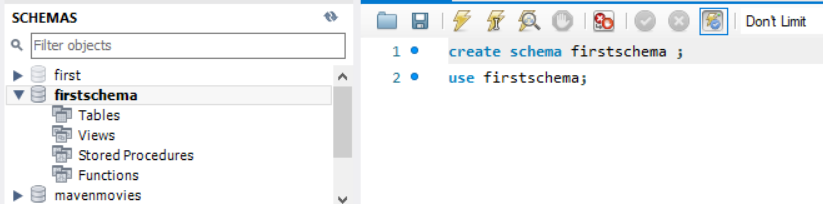 SCHEMAS
Filter objects
first
firstschema
Tables
Views
Stored Procedures
Functions
mavenmovies
Don't Limit
1 create schema firstschema ;
2 use firstschema;